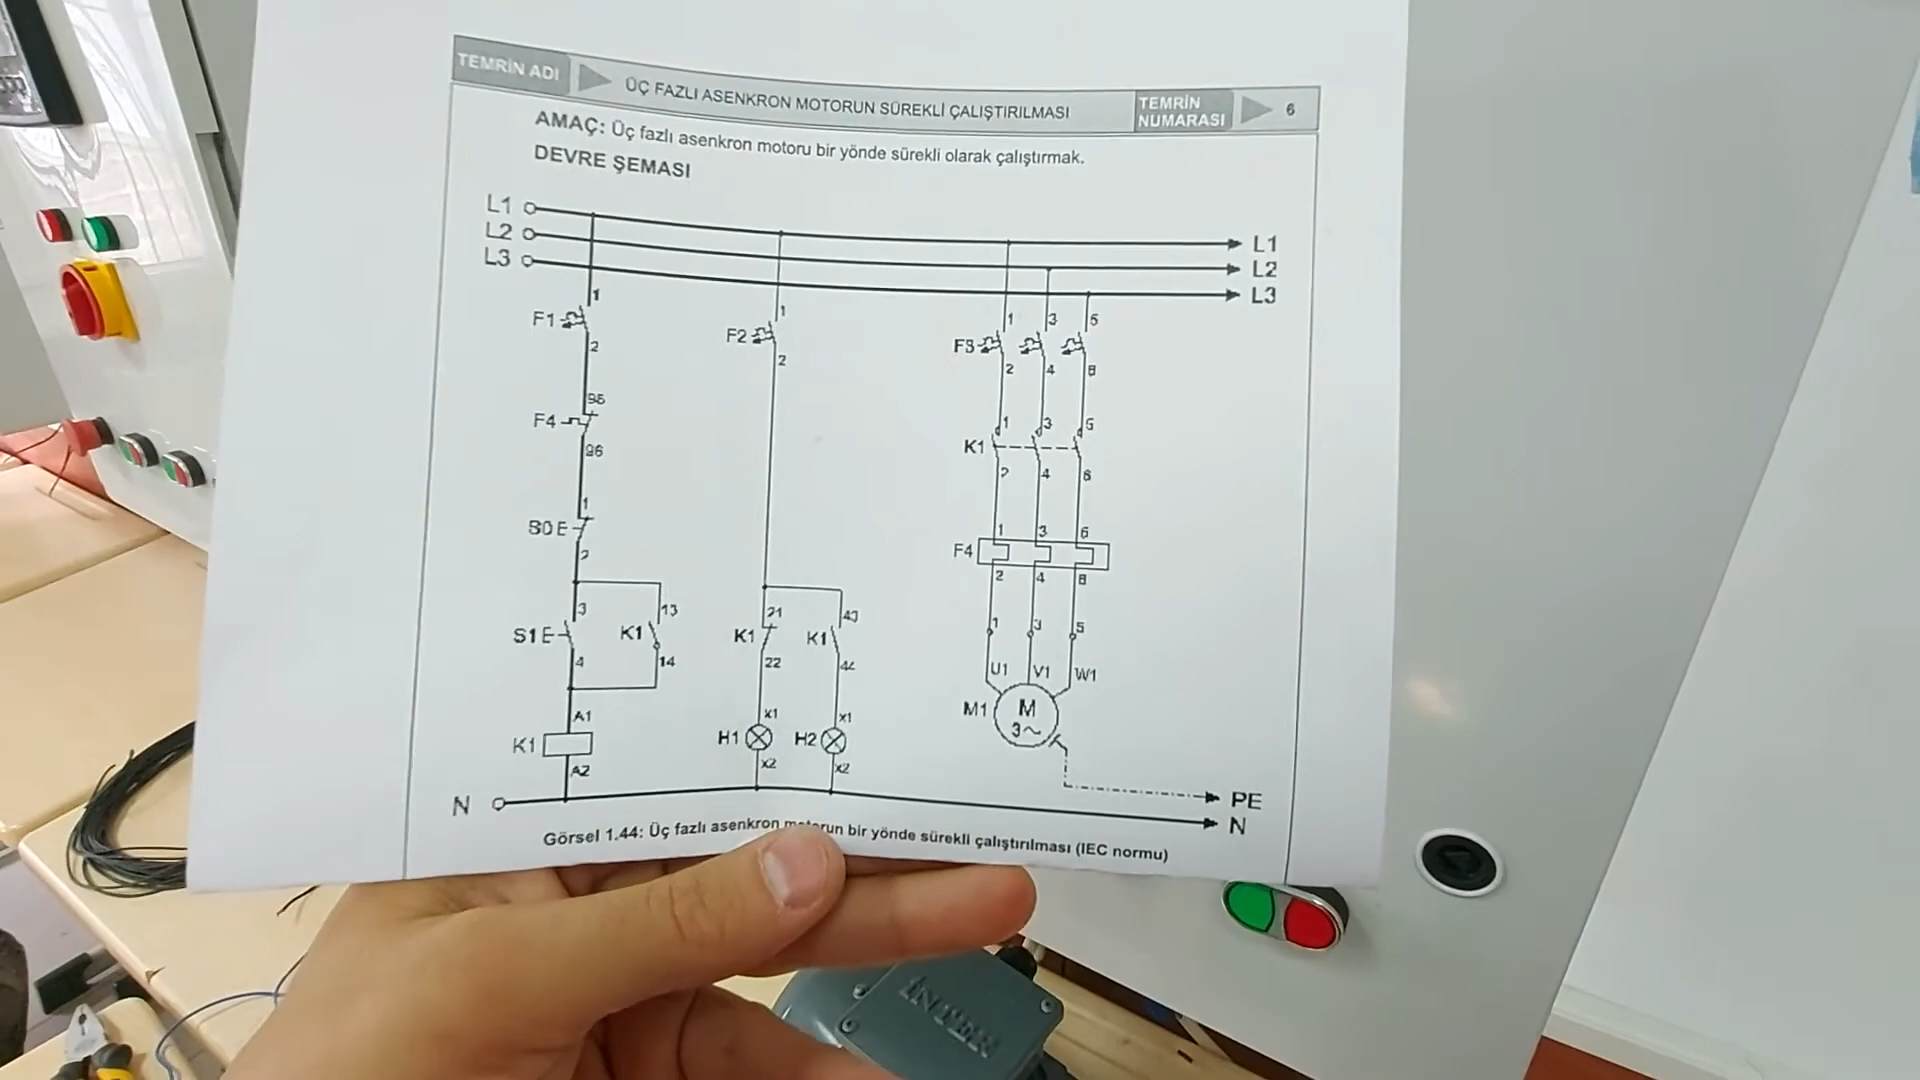 TEMRİN ADI
ÜÇ FAZLI ASENKRON MOTORUN SÜREKLİ ÇALIŞTIRILMASI
TEMRİN NUMARASI
6
AMAÇ: Üç fazlı asenkron motoru bir yönde sürekli olarak çalıştırmak.
DEVRE ŞEMASI
L1 L1
L2 L2
L3 L3
1 1 1 3 5
F1 F2 F3
2 2 2 4 6
95
F4
96
1 3 5
K1
2 4 6
1
S0 E
2
1 3 5
F4
2 4 6
3 13 21 43 1 3 5
S1 E K1 K1 K1
4 14 22 44
U1 V1 W1
A1 X1 X1
M1 M 3~
K1 H1 H2
A2 X2 X2
PE
N N
Görsel 1.44: Üç fazlı asenkron motorun bir yönde sürekli çalıştırılması (IEC normu)
INTER